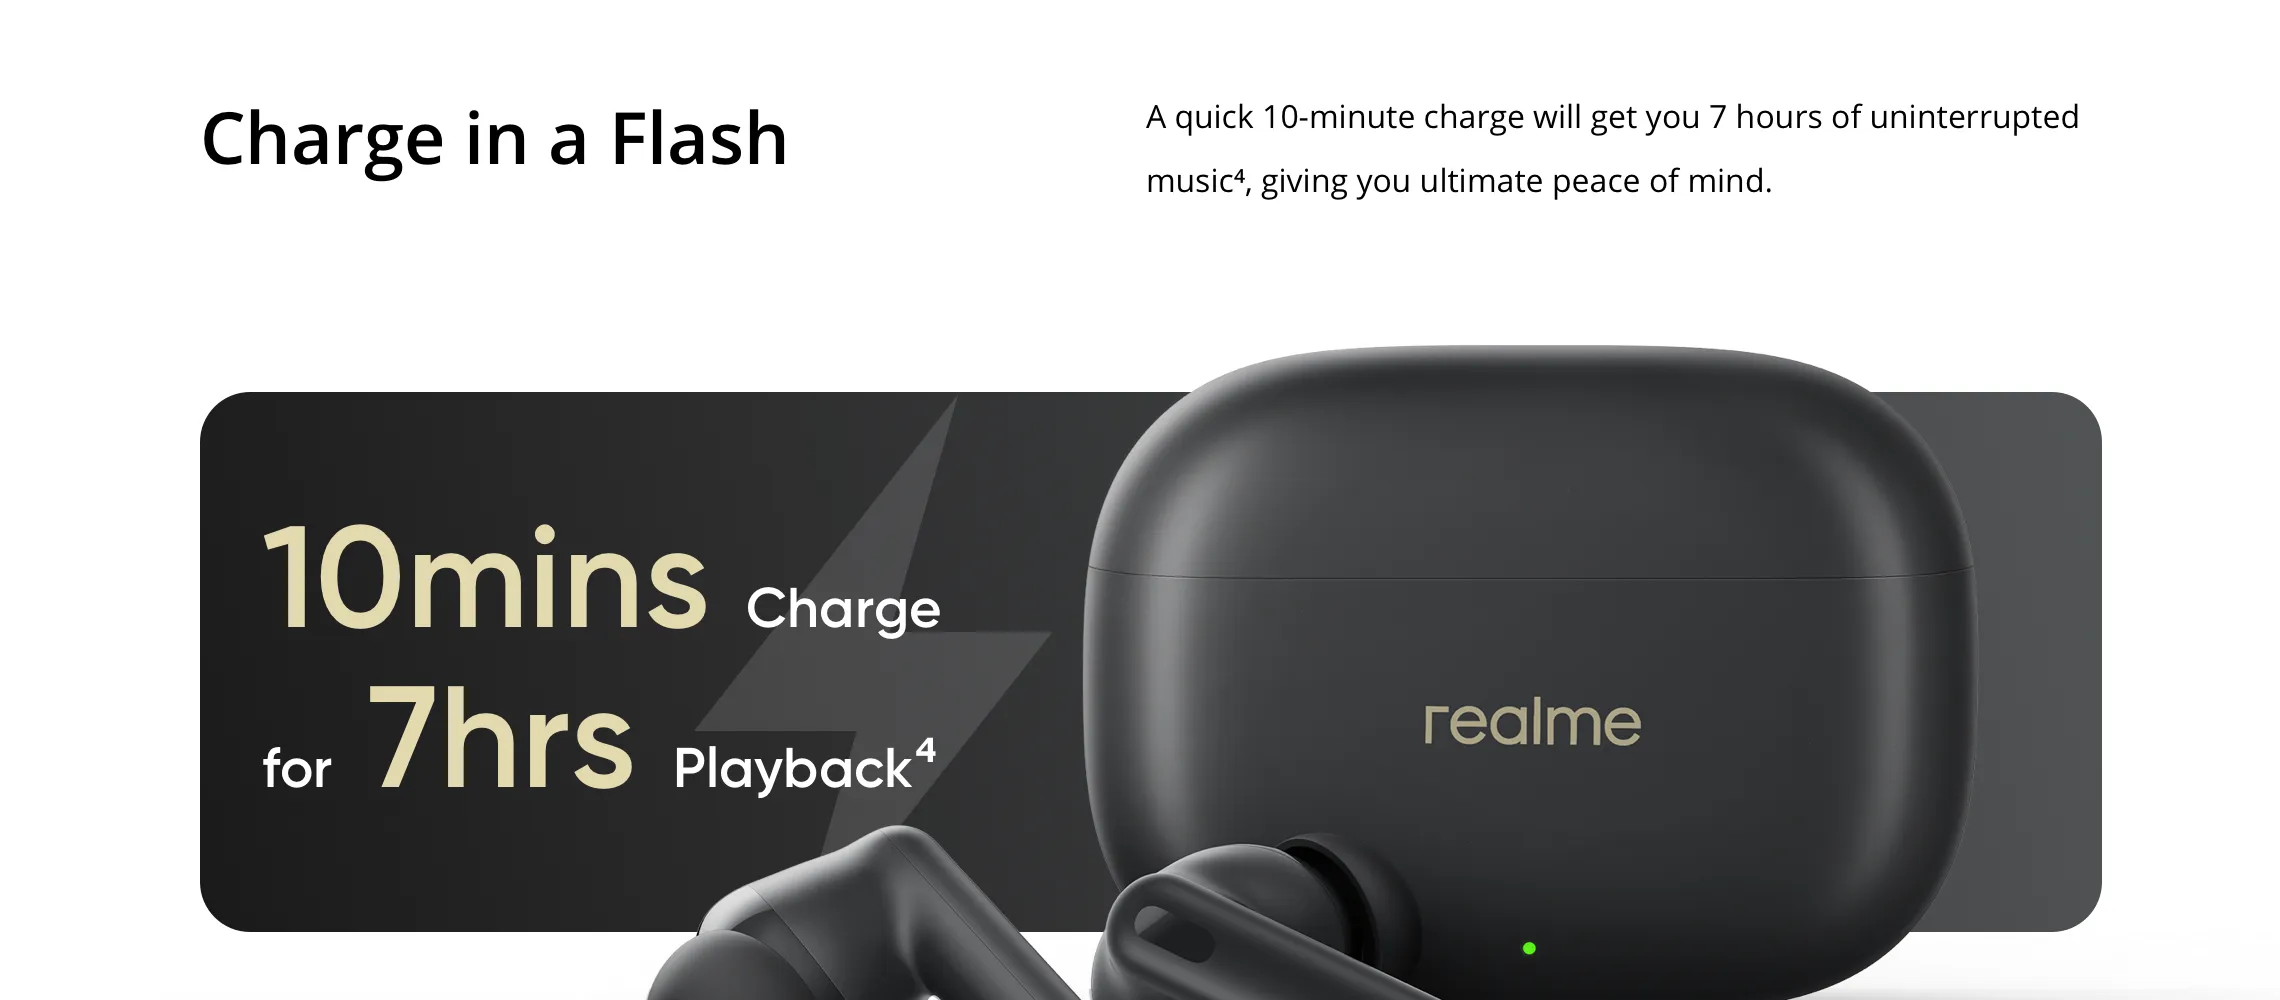 Charge in a Flash
A quick 10-minute charge will get you 7 hours of uninterrupted
music⁴, giving you ultimate peace of mind.
10mins Charge
for 7hrs Playback⁴
realme